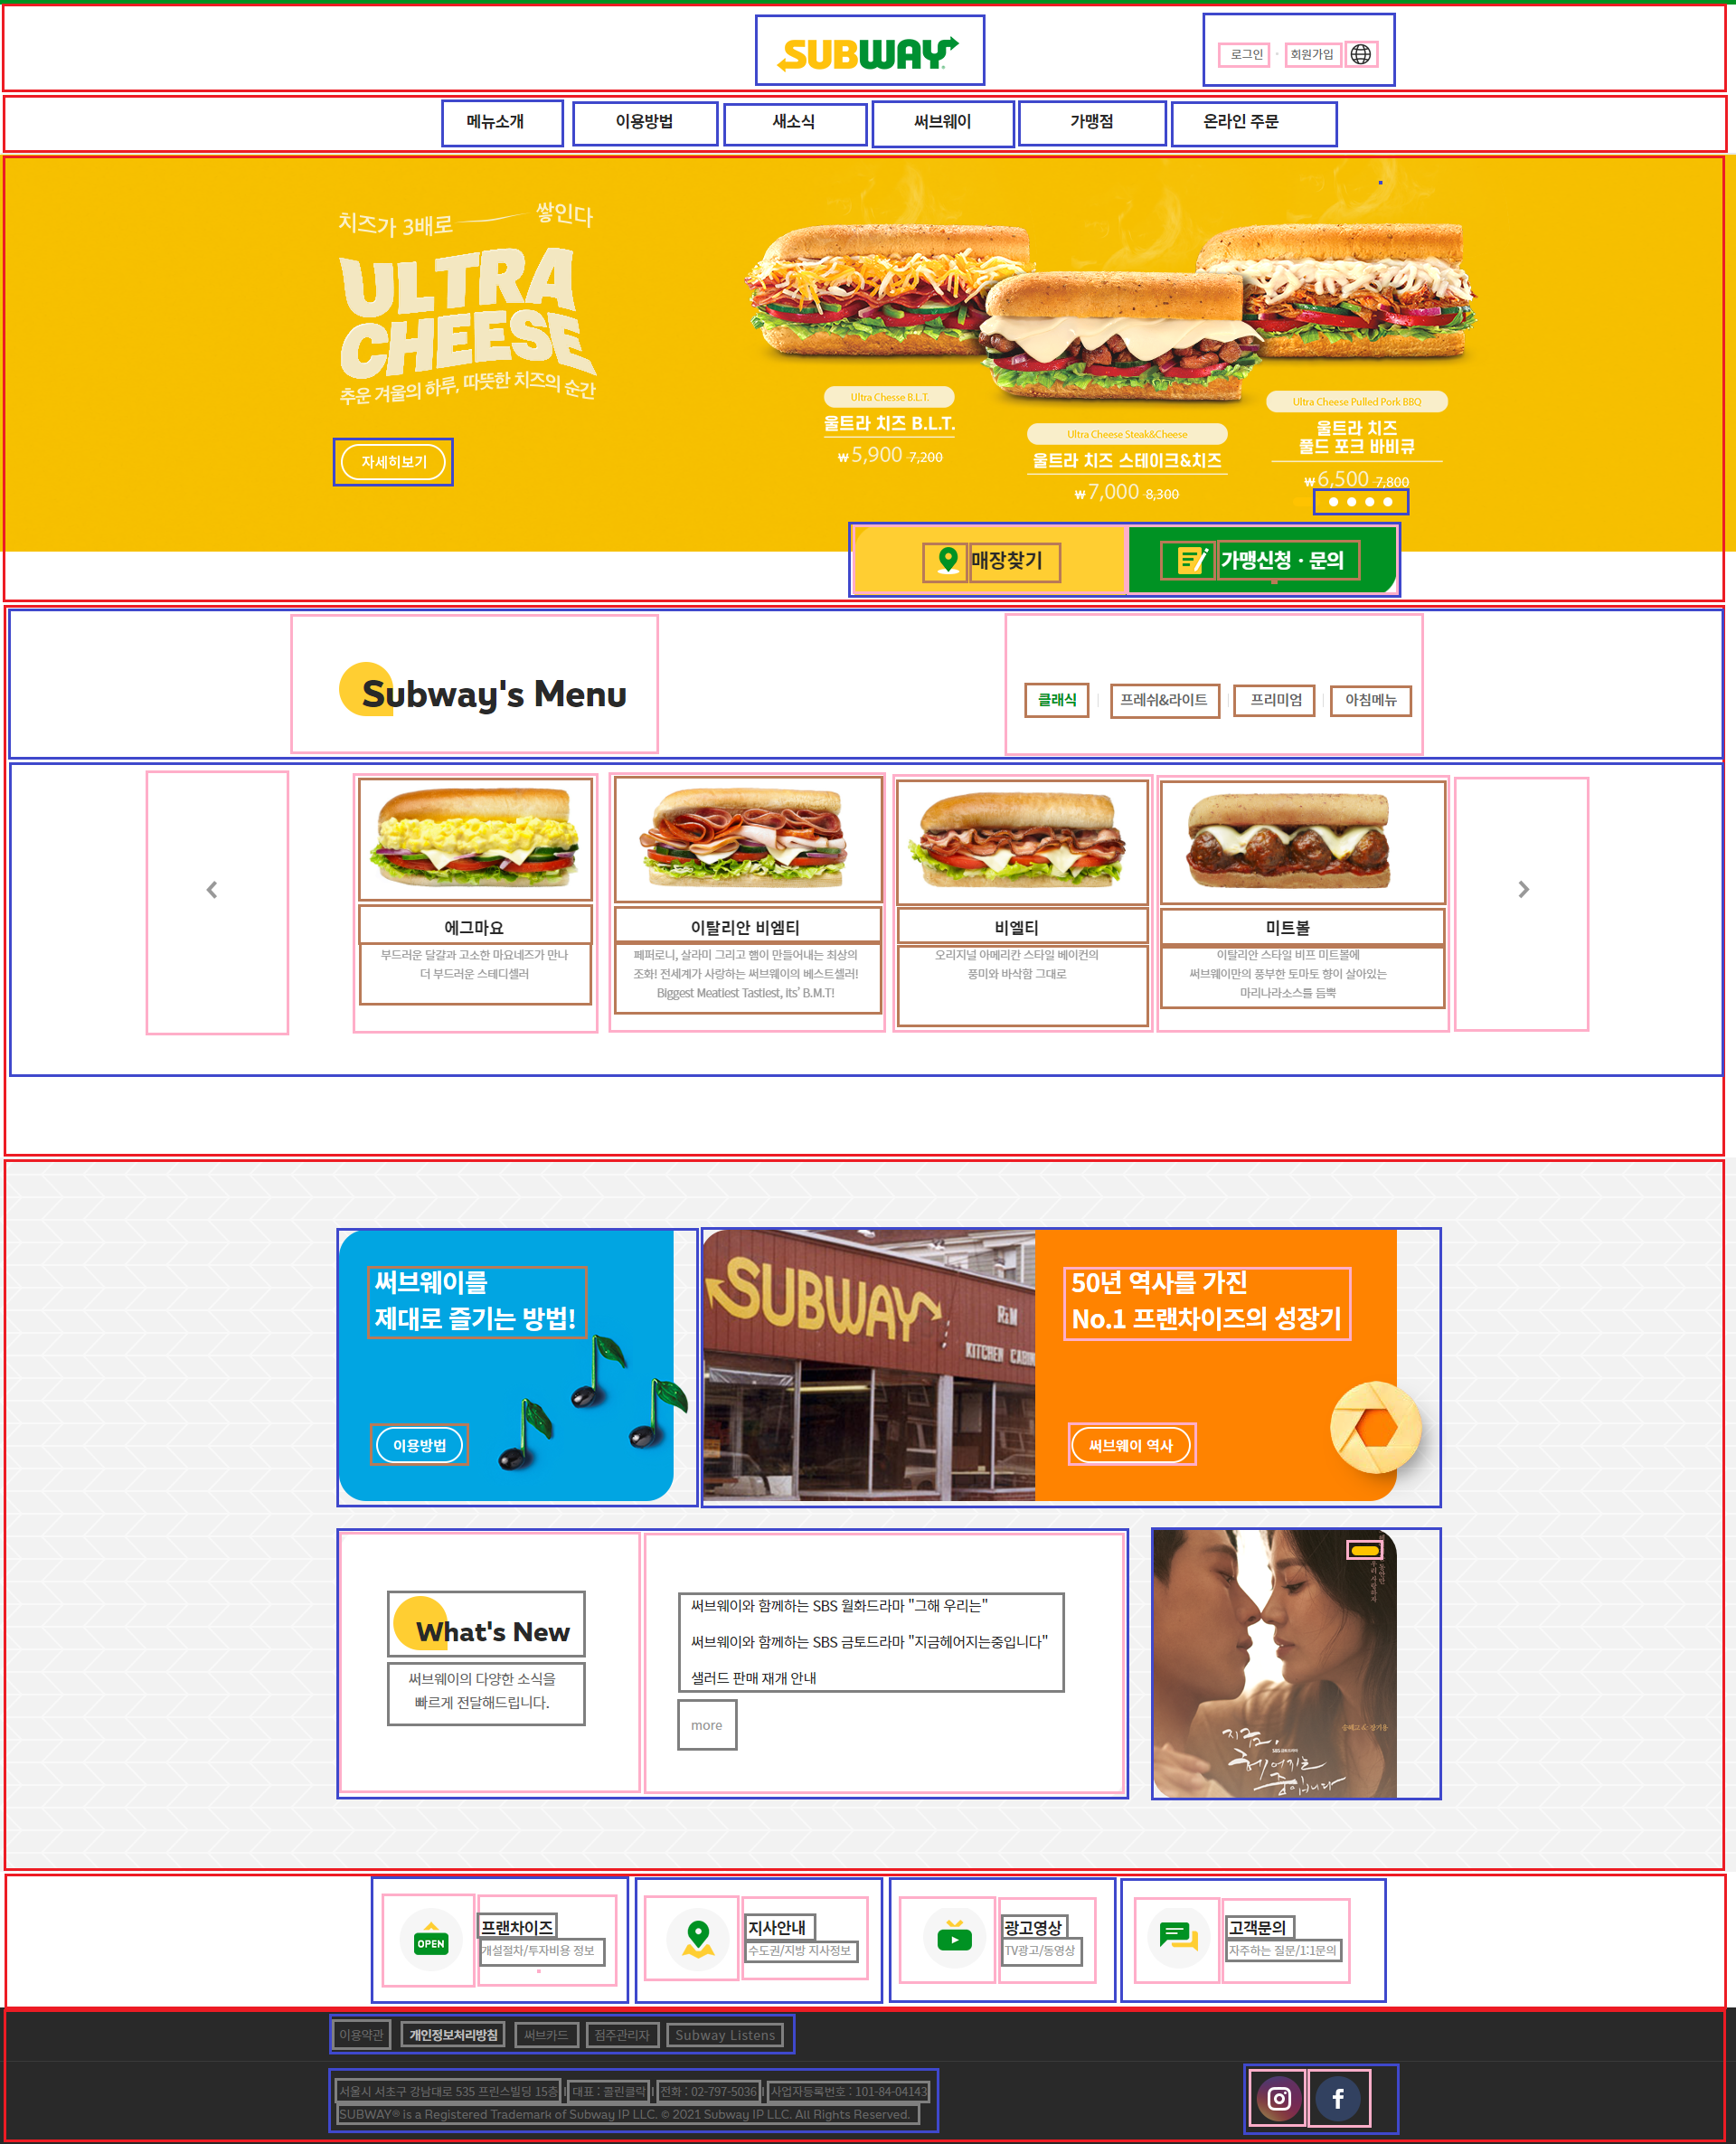 SUBWAY
로그인 · 회원가입
메뉴소개 이용방법 새소식 써브웨이 가맹점 온라인 주문
치즈가 3배로 쌓인다
ULTRA
CHEESE
추운 겨울의 하루, 따뜻한 치즈의 순간
자세히보기
Ultra Chesse B.L.T.
울트라 치즈 B.L.T.
₩ 5,900 7,200
Ultra Cheese Steak&Cheese
울트라 치즈 스테이크&치즈
₩ 7,000 8,300
Ultra Cheese Pulled Pork BBQ
울트라 치즈
풀드 포크 바비큐
₩ 6,500 7,800
매장찾기
가맹신청 · 문의
Subway's Menu
클래식 | 프레쉬&라이트 | 프리미엄 | 아침메뉴
에그마요
부드러운 달걀과 고소한 마요네즈가 만나
더 부드러운 스테디셀러
이탈리안 비엠티
페퍼로니, 살라미 그리고 햄이 만들어내는 최상의
조화! 전세계가 사랑하는 써브웨이의 베스트셀러!
Biggest Meatiest Tastiest, its' B.M.T!
비엘티
오리지널 아메리칸 스타일 베이컨의
풍미와 바삭함 그대로
미트볼
이탈리안 스타일 비프 미트볼에
써브웨이만의 풍부한 토마토 향이 살아있는
마리나라소스를 듬뿍
써브웨이를
제대로 즐기는 방법!
이용방법
SUBWAY
R&M
KITCHEN CABIN
50년 역사를 가진
No.1 프랜차이즈의 성장기
써브웨이 역사
What's New
써브웨이의 다양한 소식을
빠르게 전달해드립니다.
써브웨이와 함께하는 SBS 월화드라마 "그해 우리는"
써브웨이와 함께하는 SBS 금토드라마 "지금헤어지는중입니다"
샐러드 판매 재개 안내
more
송혜교 & 장기용
지금,
헤어지는
중입니다
OPEN
프랜차이즈
개설절차/투자비용 정보
지사안내
수도권/지방 지사정보
광고영상
TV광고/동영상
고객문의
자주하는 질문/1:1문의
이용약관 개인정보처리방침 써브카드 점주관리자 Subway Listens
서울시 서초구 강남대로 535 프린스빌딩 15층 | 대표 : 콜린클락 | 전화 : 02-797-5036 | 사업자등록번호 : 101-84-04143
SUBWAY® is a Registered Trademark of Subway IP LLC. © 2021 Subway IP LLC. All Rights Reserved.